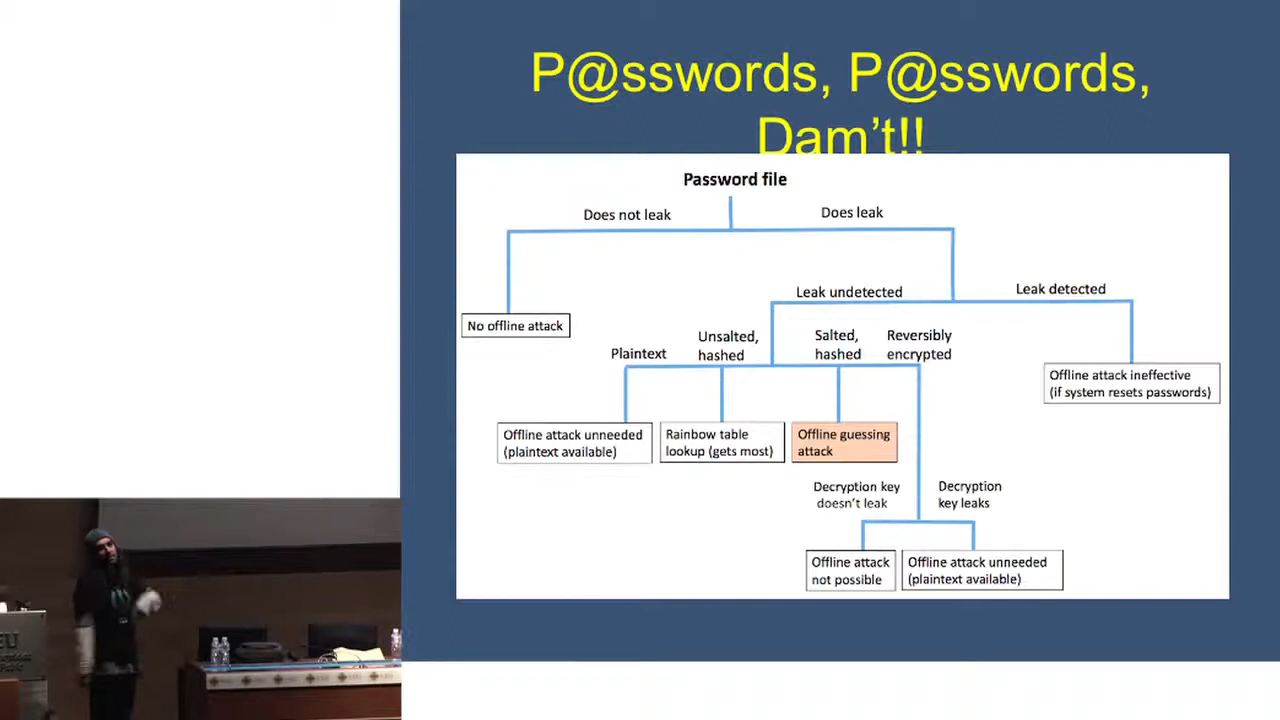 P@sswords, P@sswords,
Dam't!!
Password file
Does not leak
Does leak
Leak undetected
Leak detected
No offline attack
Plaintext
Unsalted,
hashed
Salted,
hashed
Reversibly
encrypted
Offline attack ineffective
(if system resets passwords)
Offline attack unneeded
(plaintext available)
Rainbow table
lookup (gets most)
Offline guessing
attack
Decryption key
doesn't leak
Decryption
key leaks
Offline attack
not possible
Offline attack unneeded
(plaintext available)